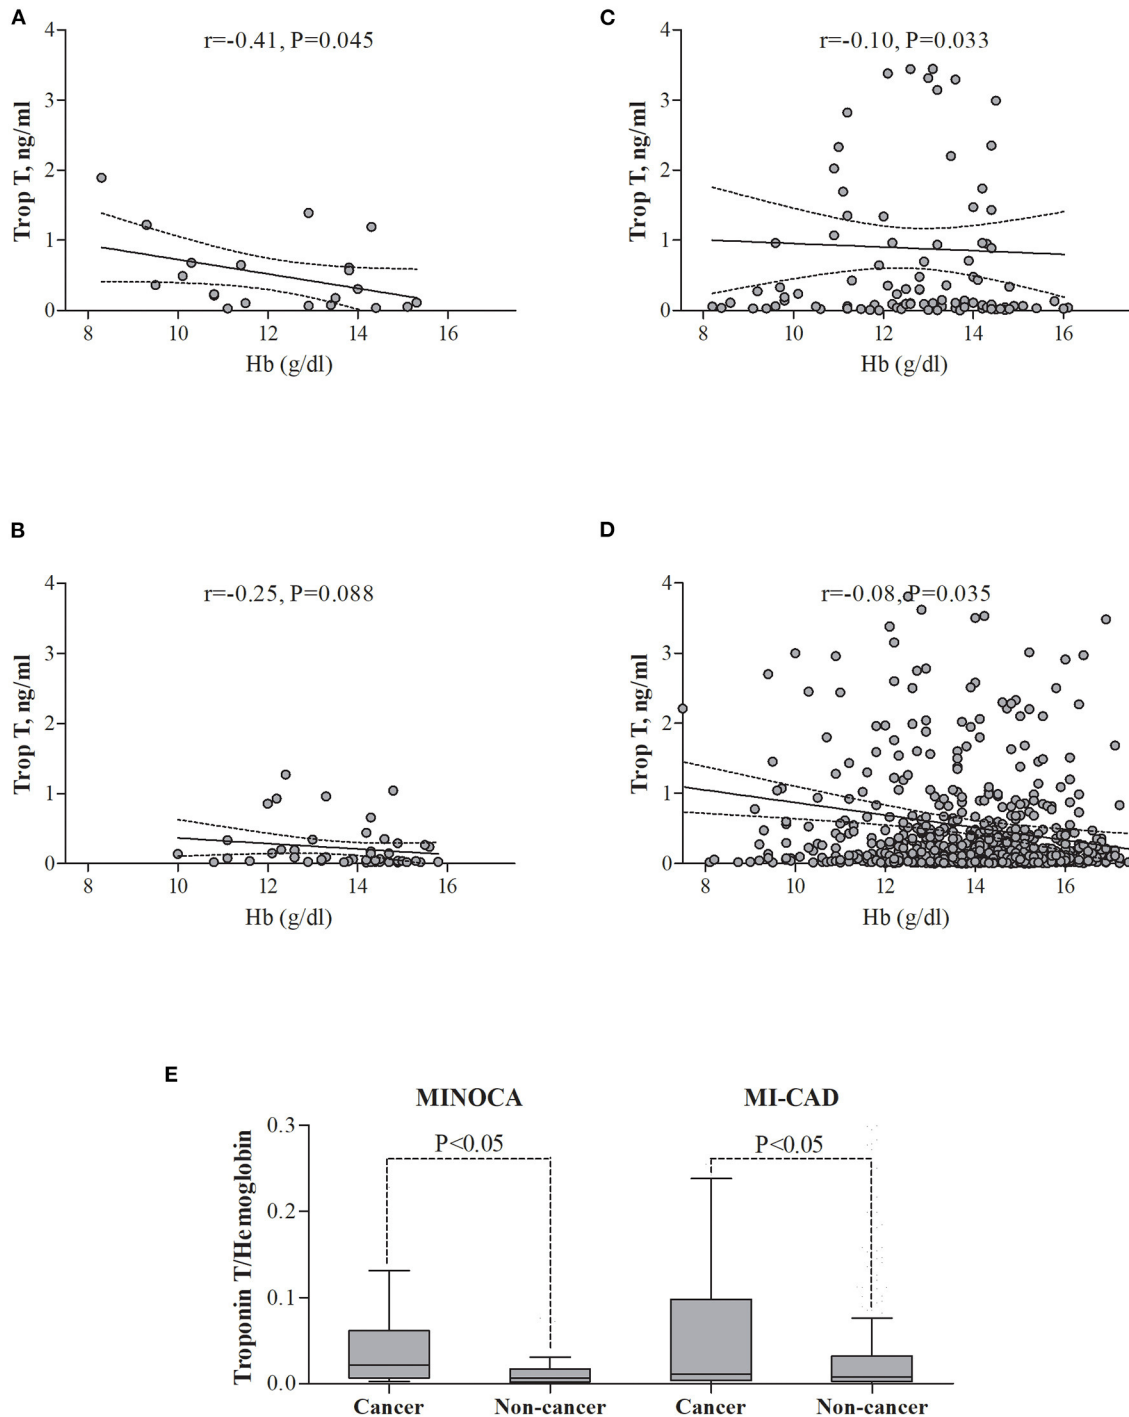 A
r=-0.41, P=0.045
4
3
2
1
0
Trop T, ng/ml
8 10 12 14 16
Hb (g/dl)
C
r=-0.10, P=0.033
4
3
2
1
0
Trop T, ng/ml
8 10 12 14 16
Hb (g/dl)
B
r=-0.25, P=0.088
4
3
2
1
0
Trop T, ng/ml
8 10 12 14 16
Hb (g/dl)
D
r=-0.08, P=0.035
4
3
2
1
0
Trop T, ng/ml
8 10 12 14 16
Hb (g/dl)
E
MINOCA MI-CAD
P<0.05 P<0.05
0.3
0.2
0.1
0.0
Troponin T/Hemoglobin
Cancer Non-cancer Cancer Non-cancer